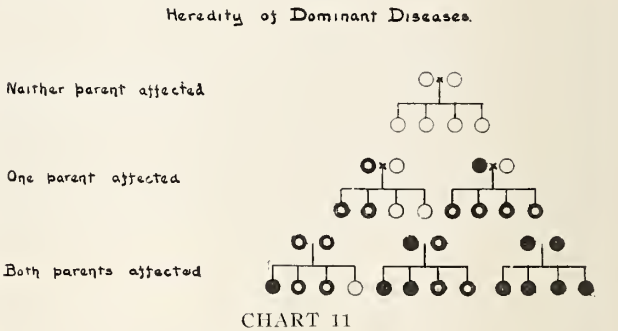 Heredity of Dominant Diseases.
Neither parent affected
One parent affected
Both parents affected
CHART 11